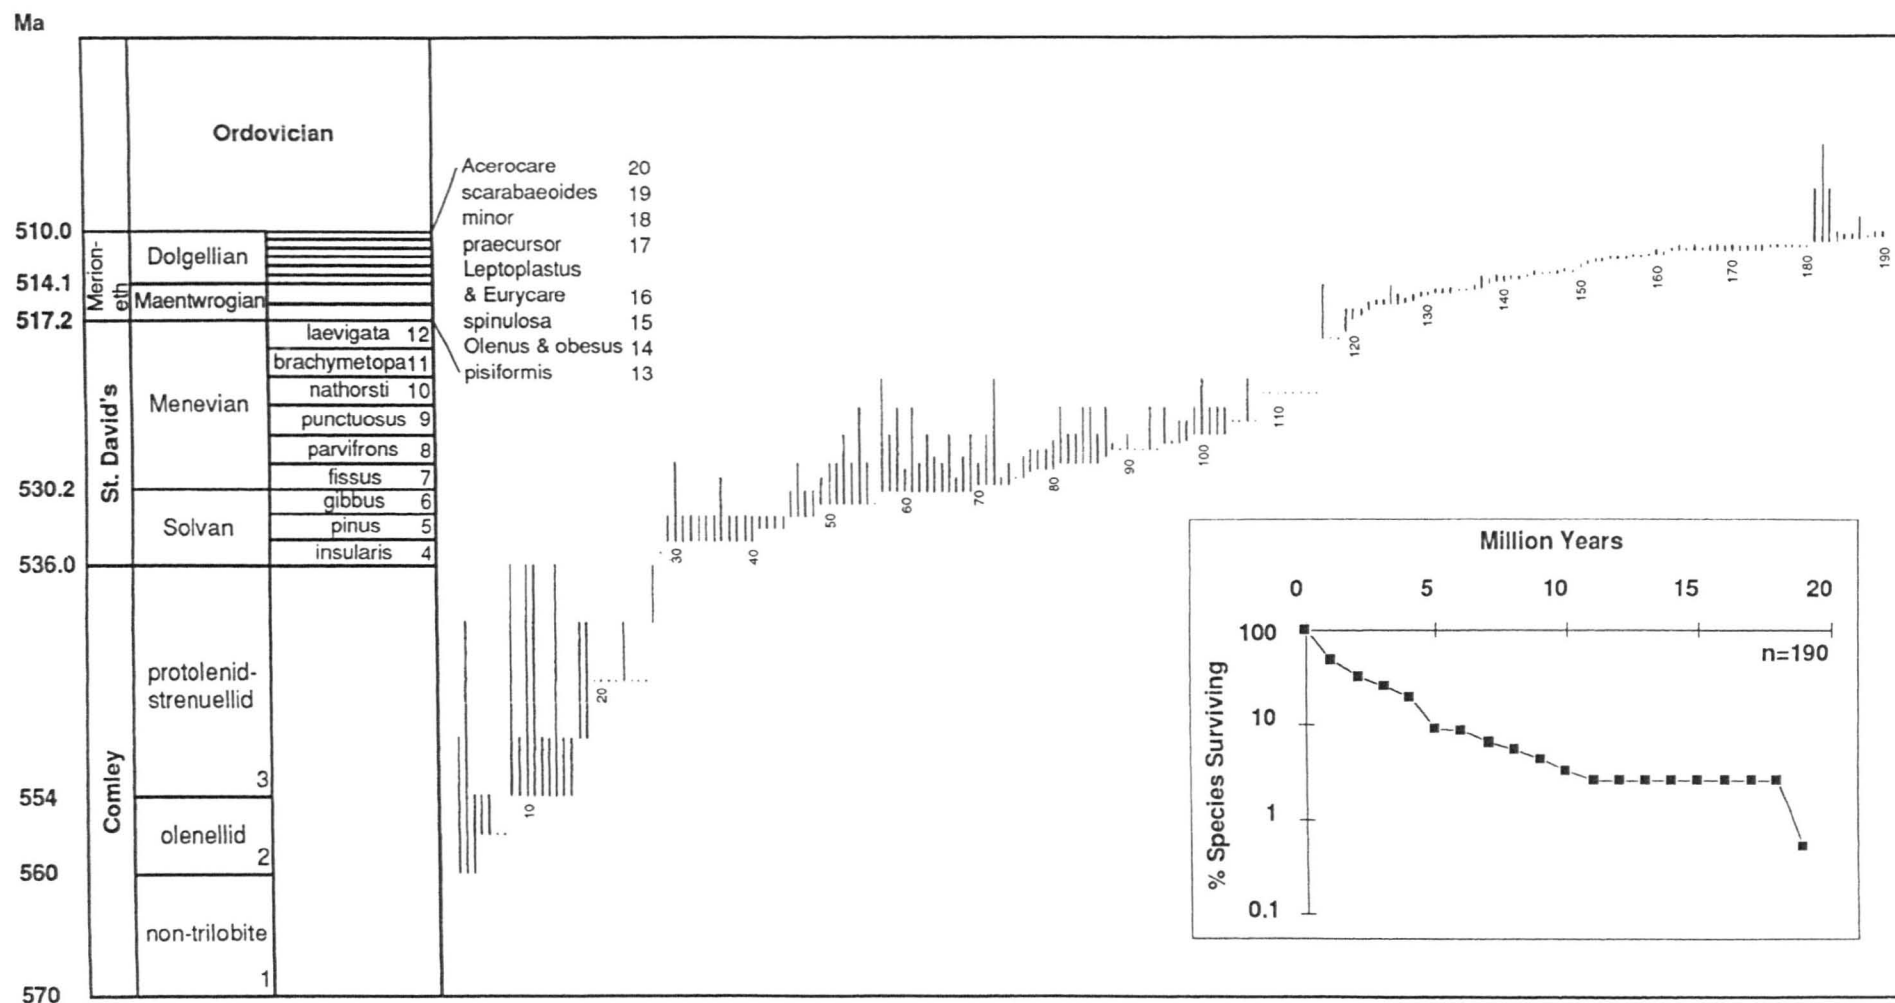 Ma
Ordovician
Acerocare 20
scarabaeoides 19
minor 18
praecursor 17
Leptoplastus
& Eurycare 16
spinulosa 15
Olenus & obesus 14
pisiformis 13
510.0
Merion-
eth
Dolgellian
514.1
Maentwrogian
517.2
St. David's
Menevian
laevigata 12
brachymetopa 11
nathorsti 10
punctuosus 9
parvifrons 8
fissus 7
530.2
Solvan
gibbus 6
pinus 5
insularis 4
536.0
Comley
protolenid-
strenuellid
3
554
olenellid
2
560
non-trilobite
1
570
10
20
30
40
50
60
70
80
90
100
110
120
130
140
150
160
170
180
190
Million Years
0 5 10 15 20
100
n=190
10
1
0.1
% Species Surviving